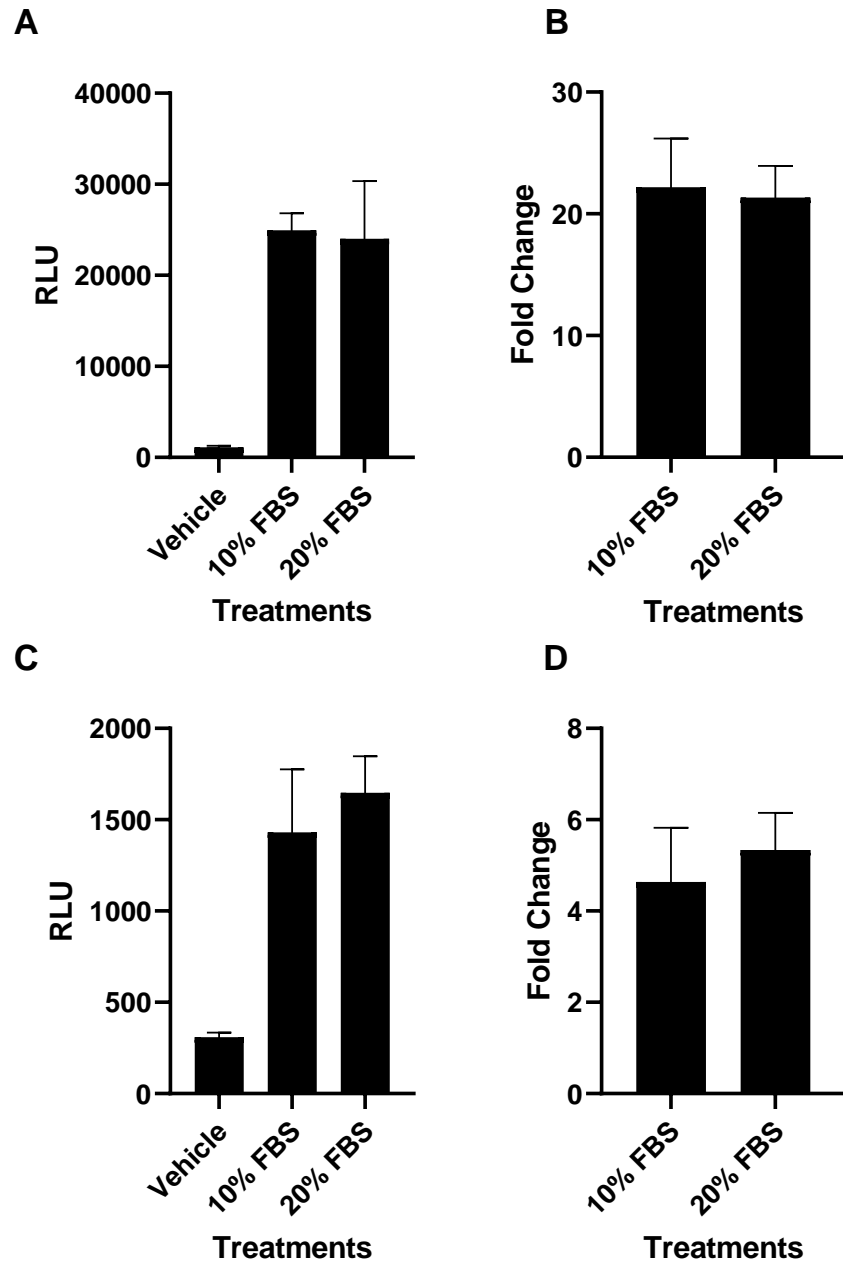 A
40000
30000
20000
10000
0
RLU
Vehicle
10% FBS
20% FBS
Treatments
B
30
20
10
0
Fold Change
10% FBS
20% FBS
Treatments
C
2000
1500
1000
500
0
RLU
Vehicle
10% FBS
20% FBS
Treatments
D
8
6
4
2
0
Fold Change
10% FBS
20% FBS
Treatments